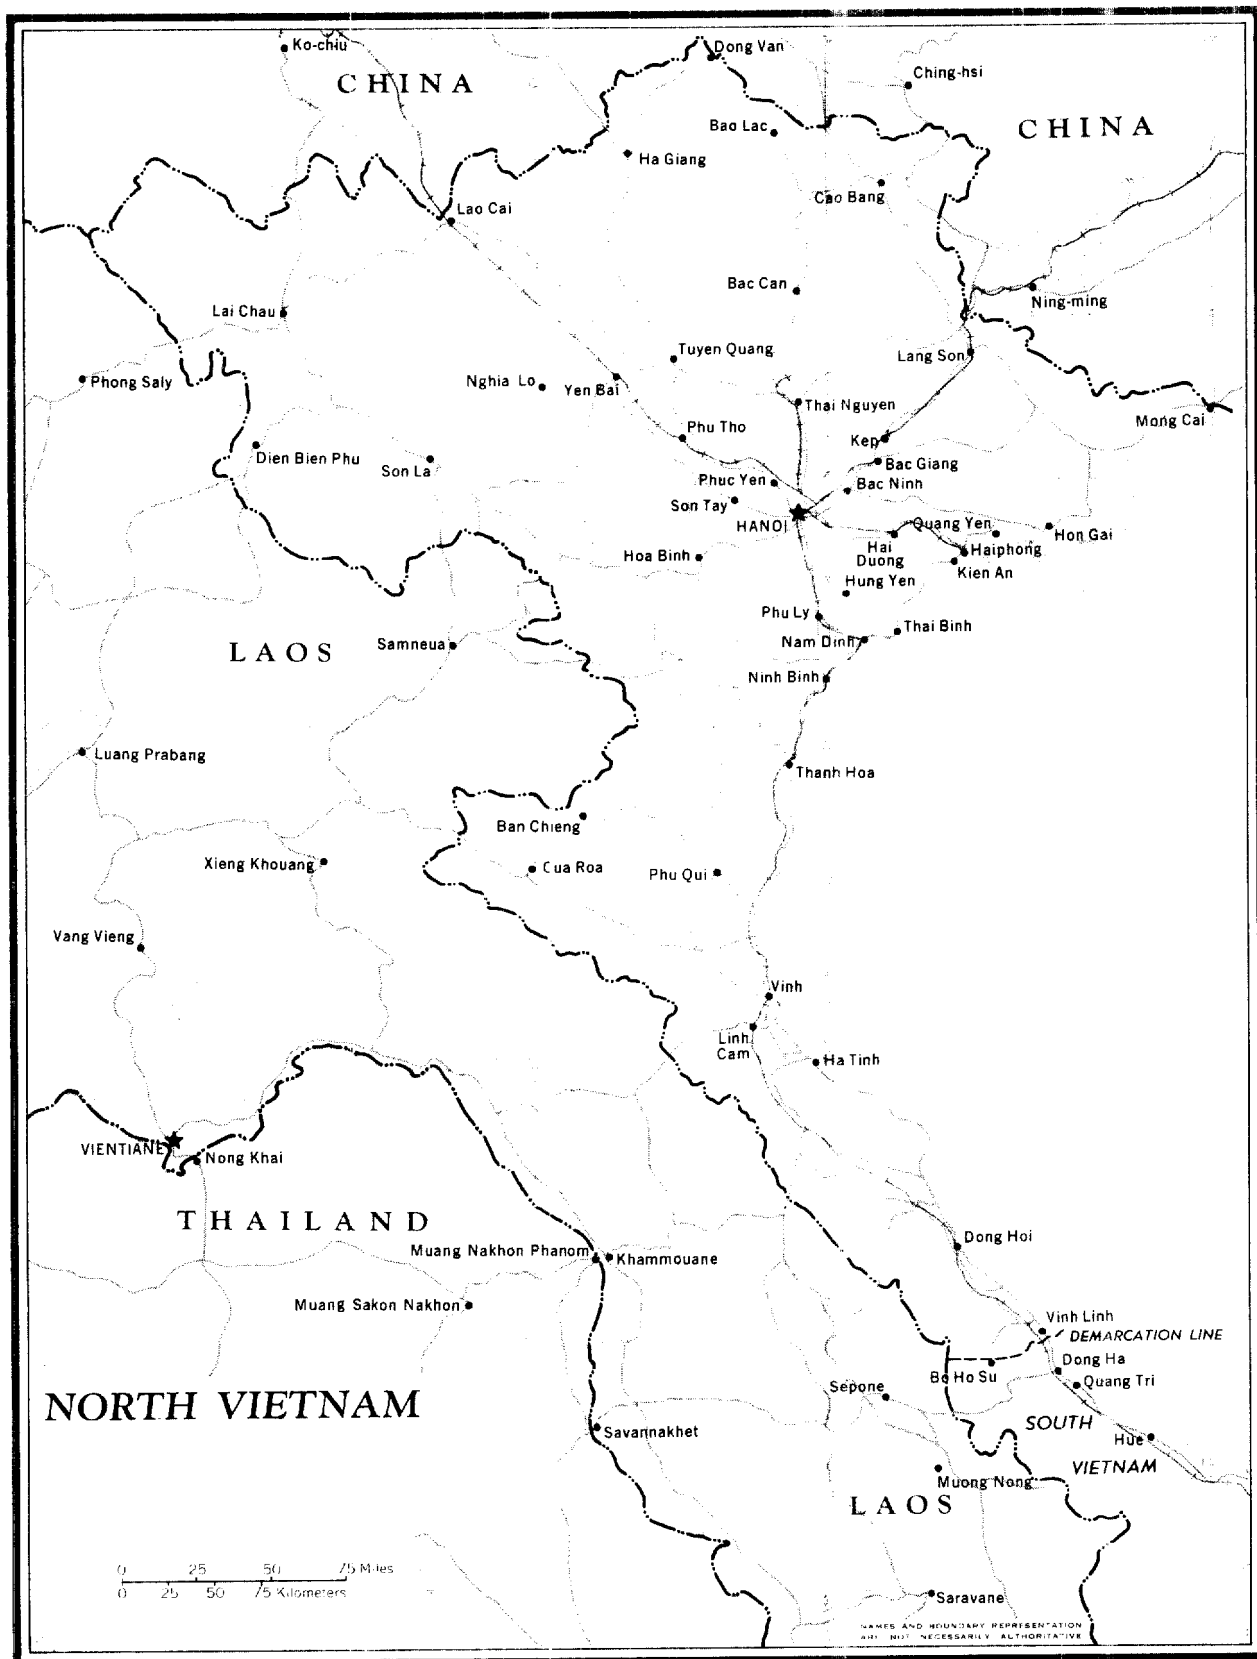 Ko-chiu
Dong Van
CHINA
Ching-hsi
Bao Lac
CHINA
Ha Giang
Cao Bang
Lao Cai
Bac Can
Ning-ming
Lai Chau
Tuyen Quang
Lang Son
Phong Saly
Nghia Lo
Yen Bai
Thai Nguyen
Mong Cai
Phu Tho
Kep
Dien Bien Phu
Son La
Bac Giang
Phuc Yen
Bac Ninh
Son Tay
HANOI
Quang Yen
Hon Gai
Hai
Duong
Haiphong
Hoa Binh
Kien An
Hung Yen
Phu Ly
Thai Binh
LAOS
Samneua
Nam Dinh
Ninh Binh
Luang Prabang
Thanh Hoa
Ban Chieng
Xieng Khouang
Cua Roa
Phu Qui
Vang Vieng
Vinh
Linh
Cam
Ha Tinh
VIENTIANE
Nong Khai
THAILAND
Dong Hoi
Muang Nakhon Phanom
Khammouane
Muang Sakon Nakhon
Vinh Linh
DEMARCATION LINE
Dong Ha
Bo Ho Su
Quang Tri
Sepone
NORTH VIETNAM
SOUTH
Savannakhet
Hue
VIETNAM
Muong Nong
LAOS
0 25 50 75 Miles
0 25 50 75 Kilometers
Saravane
NAMES AND BOUNDARY REPRESENTATION
ARE NOT NECESSARILY AUTHORITATIVE